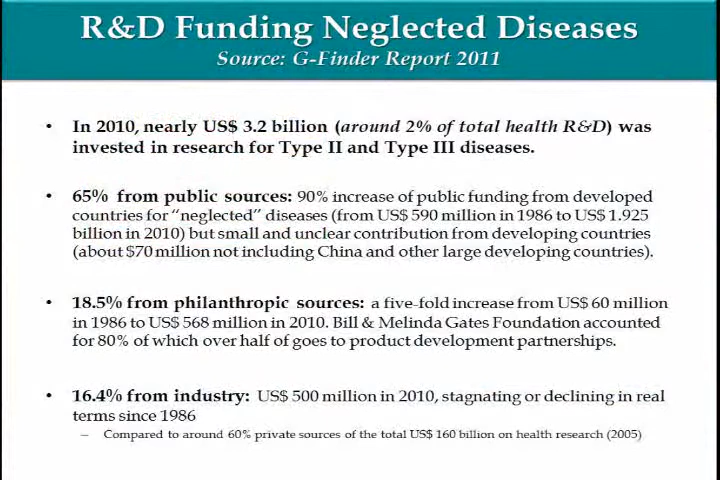 R&D Funding Neglected Diseases
Source: G-Finder Report 2011
• In 2010, nearly US$ 3.2 billion (around 2% of total health R&D) was
invested in research for Type II and Type III diseases.
• 65% from public sources: 90% increase of public funding from developed
countries for “neglected” diseases (from US$ 590 million in 1986 to US$ 1.925
billion in 2010) but small and unclear contribution from developing countries
(about $70 million not including China and other large developing countries).
• 18.5% from philanthropic sources: a five-fold increase from US$ 60 million
in 1986 to US$ 568 million in 2010. Bill & Melinda Gates Foundation accounted
for 80% of which over half of goes to product development partnerships.
• 16.4% from industry: US$ 500 million in 2010, stagnating or declining in real
terms since 1986
– Compared to around 60% private sources of the total US$ 160 billion on health research (2005)